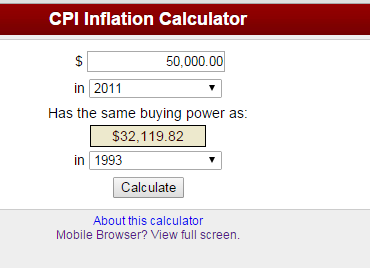 CPI Inflation Calculator
$ 50,000.00
in 2011
Has the same buying power as:
$32,119.82
in 1993
Calculate
About this calculator
Mobile Browser? View full screen.